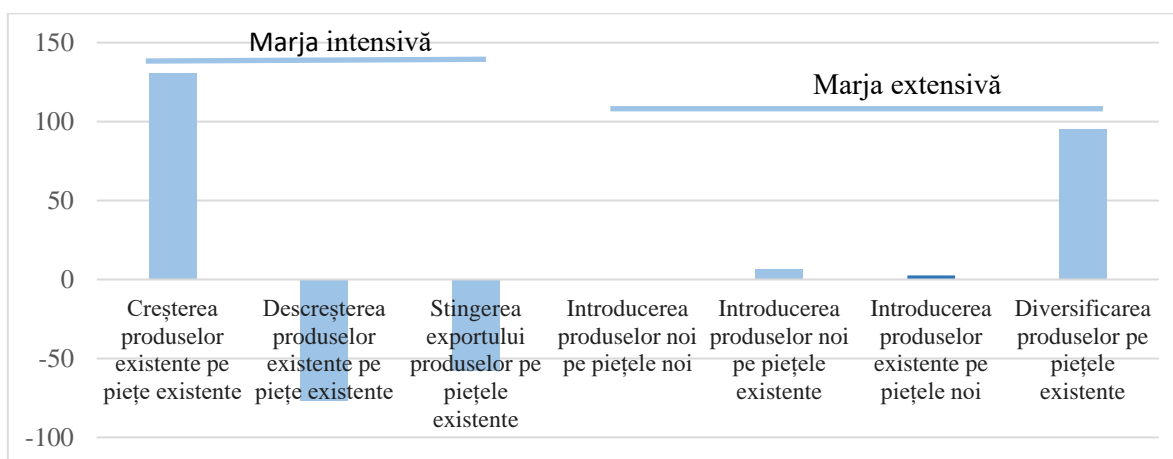 150
100
50
0
-50
-100
Marja intensivă
Marja extensivă
Creșterea
produselor
existente pe
piețe existente
Descreșterea
produselor
existente pe
piețe existente
Stingerea
exportului
produselor pe
piețele
existente
Introducerea
produselor noi
pe piețele noi
Introducerea
produselor noi
pe piețele
existente
Introducerea
produselor
existente pe
piețele noi
Diversificarea
produselor pe
piețele
existente